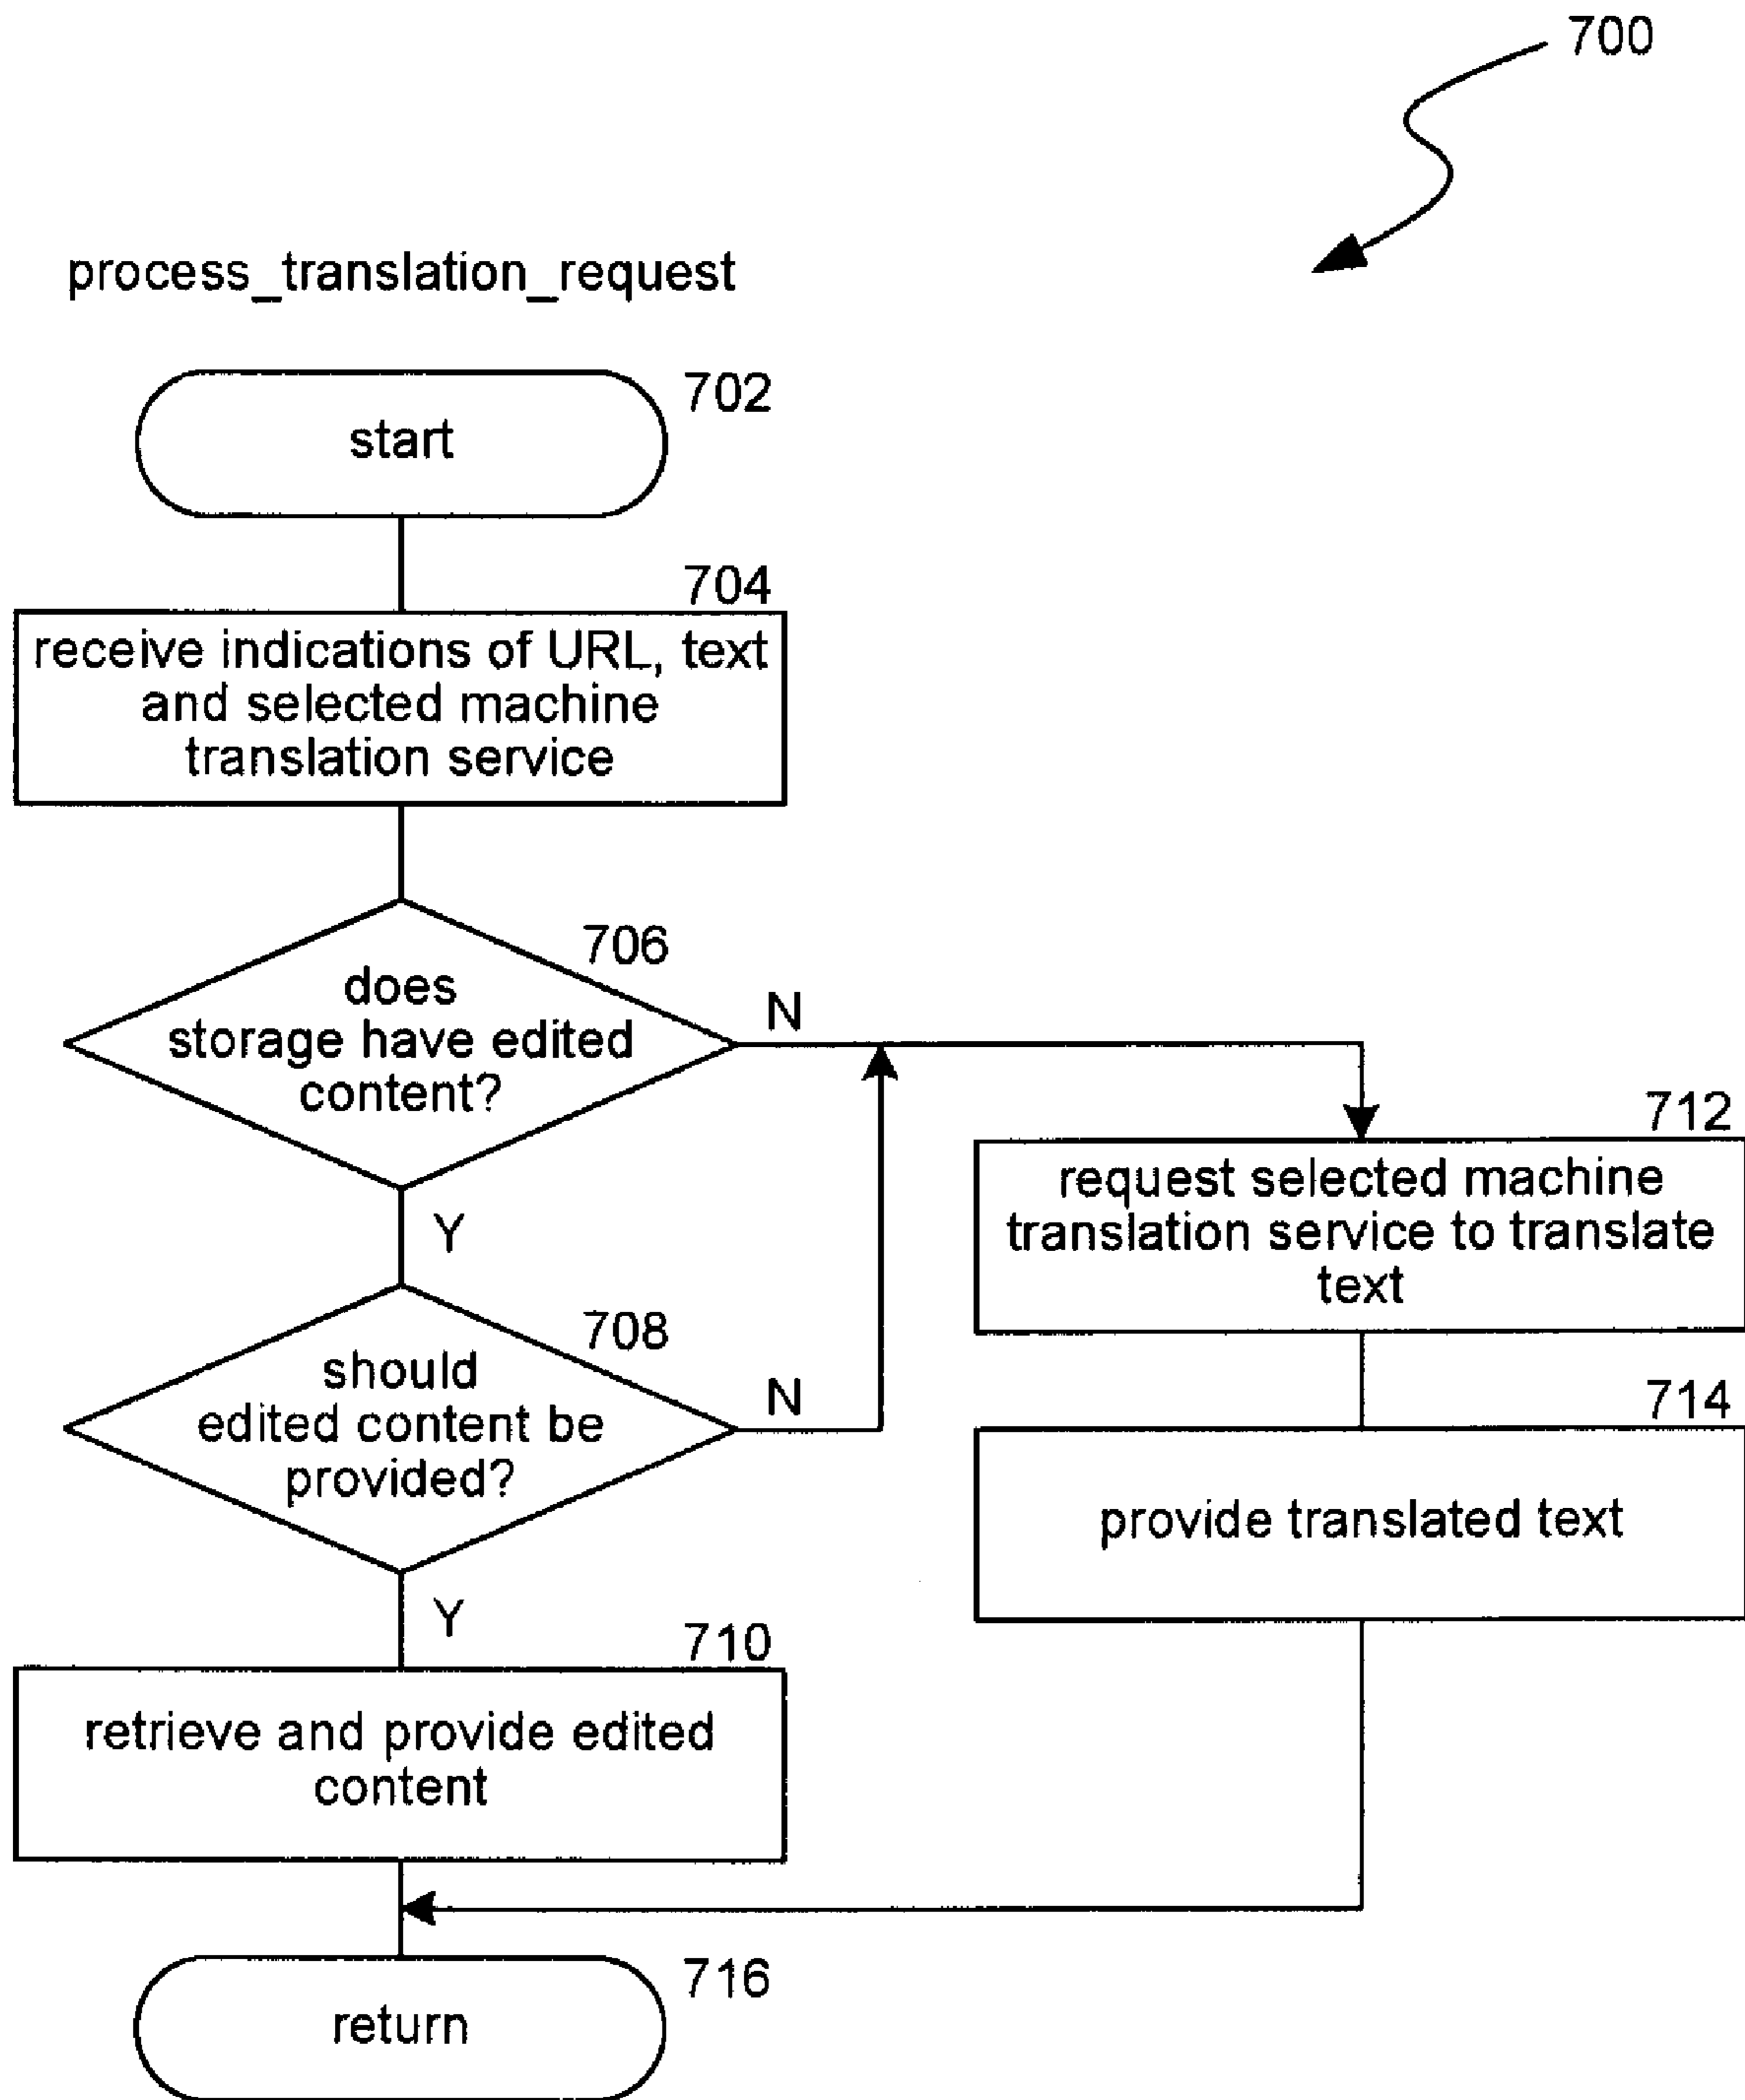 700
process_translation_request
702
start
704
receive indications of URL, text
and selected machine
translation service
706
does
storage have edited
content?
N
Y
708
should
edited content be
provided?
N
Y
710
retrieve and provide edited
content
712
request selected machine
translation service to translate
text
714
provide translated text
716
return